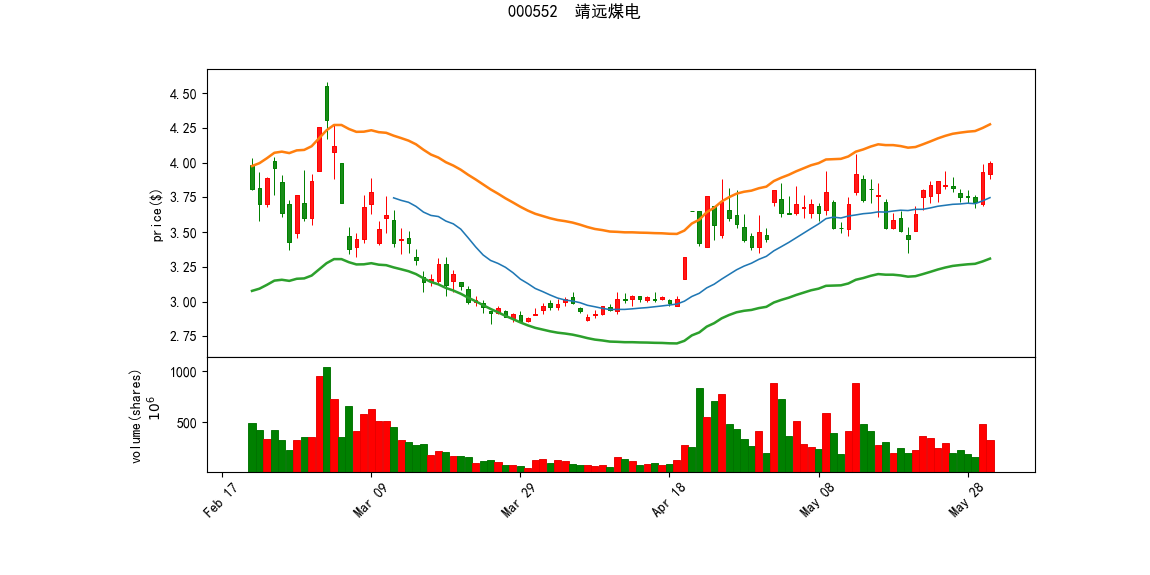 000552 靖远煤电
price($)
4.50
4.25
4.00
3.75
3.50
3.25
3.00
2.75
volume(shares)
10^6
1000
500
Feb 17
Mar 09
Mar 29
Apr 18
May 08
May 28